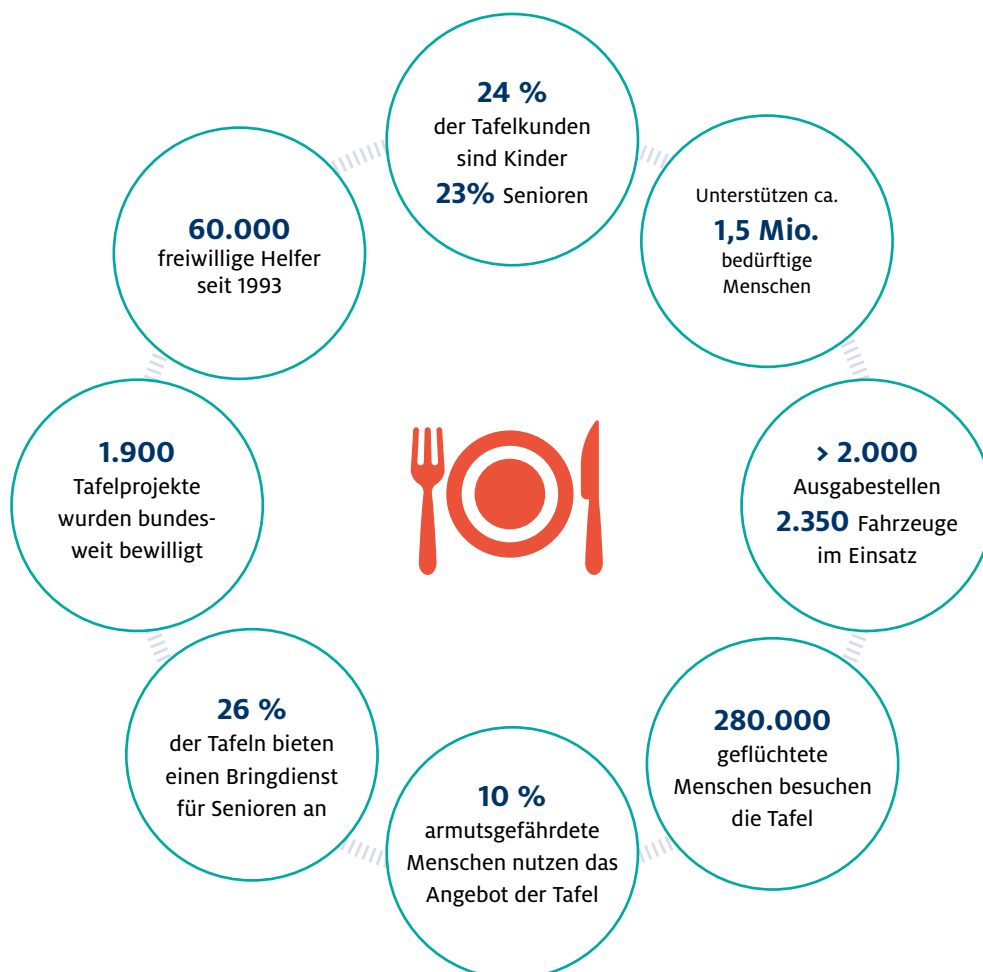 24 %
der Tafelkunden
sind Kinder
23% Senioren
Unterstützen ca.
1,5 Mio.
bedürftige
Menschen
> 2.000
Ausgabestellen
2.350 Fahrzeuge
im Einsatz
280.000
geflüchtete
Menschen besuchen
die Tafel
10 %
armutsgefährdete
Menschen nutzen das
Angebot der Tafel
26 %
der Tafeln bieten
einen Bringdienst
für Senioren an
1.900
Tafelprojekte
wurden bundes-
weit bewilligt
60.000
freiwillige Helfer
seit 1993